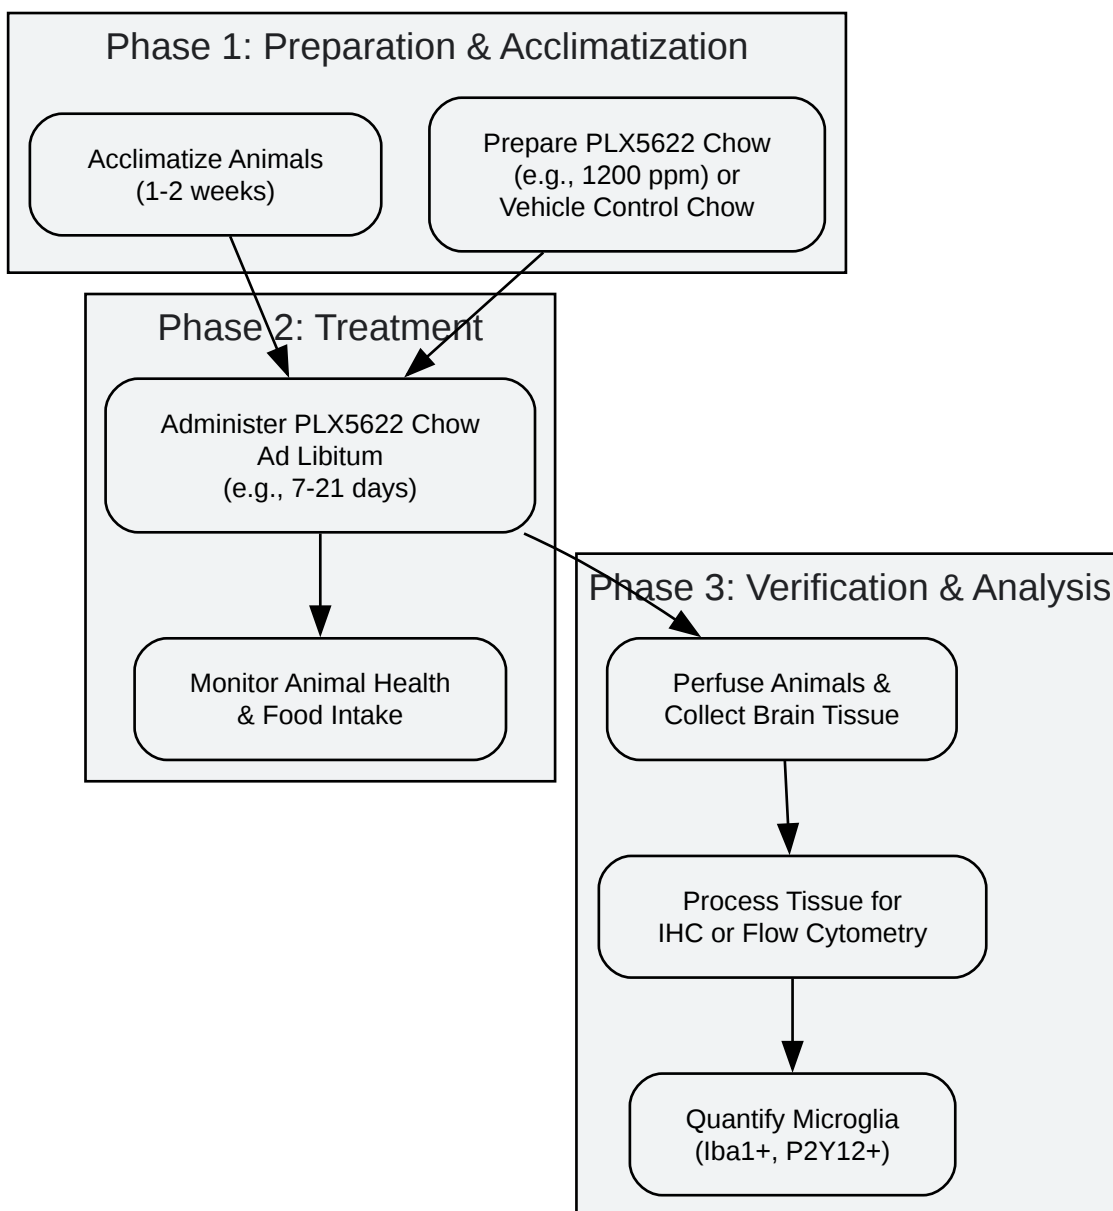 Phase 1: Preparation & Acclimatization
Acclimatize Animals
(1-2 weeks)
Prepare PLX5622 Chow
(e.g., 1200 ppm) or
Vehicle Control Chow
Phase 2: Treatment
Administer PLX5622 Chow
Ad Libitum
(e.g., 7-21 days)
Monitor Animal Health
& Food Intake
Phase 3: Verification & Analysis
Perfuse Animals &
Collect Brain Tissue
Process Tissue for
IHC or Flow Cytometry
Quantify Microglia
(Iba1+, P2Y12+)